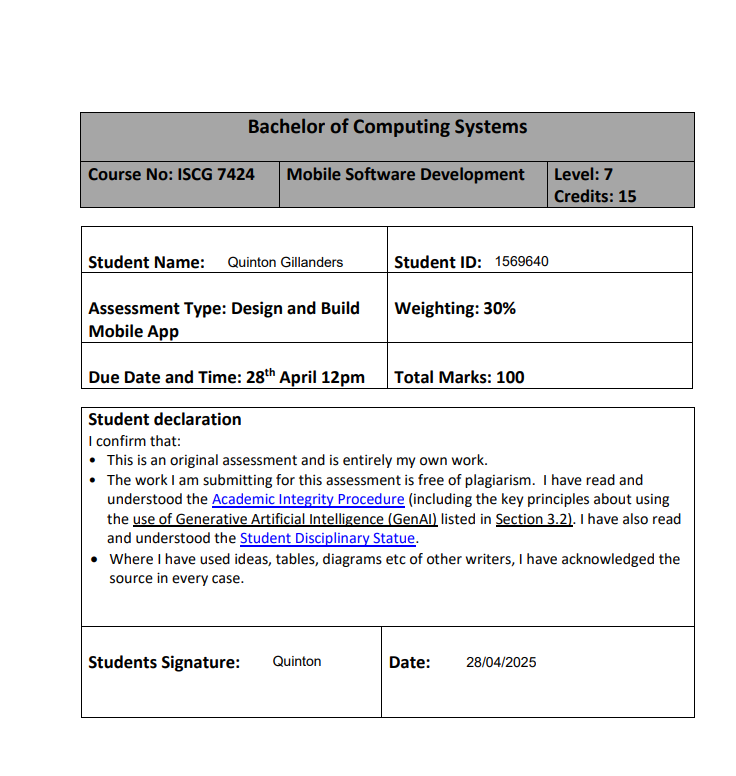 Bachelor of Computing Systems
Course No: ISCG 7424
Mobile Software Development
Level: 7
Credits: 15
Student Name: Quinton Gillanders
Student ID: 1569640
Assessment Type: Design and Build
Mobile App
Weighting: 30%
Due Date and Time: 28th April 12pm
Total Marks: 100
Student declaration
I confirm that:
• This is an original assessment and is entirely my own work.
• The work I am submitting for this assessment is free of plagiarism. I have read and
understood the Academic Integrity Procedure (including the key principles about using
the use of Generative Artificial Intelligence (GenAI) listed in Section 3.2). I have also read
and understood the Student Disciplinary Statue.
• Where I have used ideas, tables, diagrams etc of other writers, I have acknowledged the
source in every case.
Students Signature: Quinton
Date: 28/04/2025